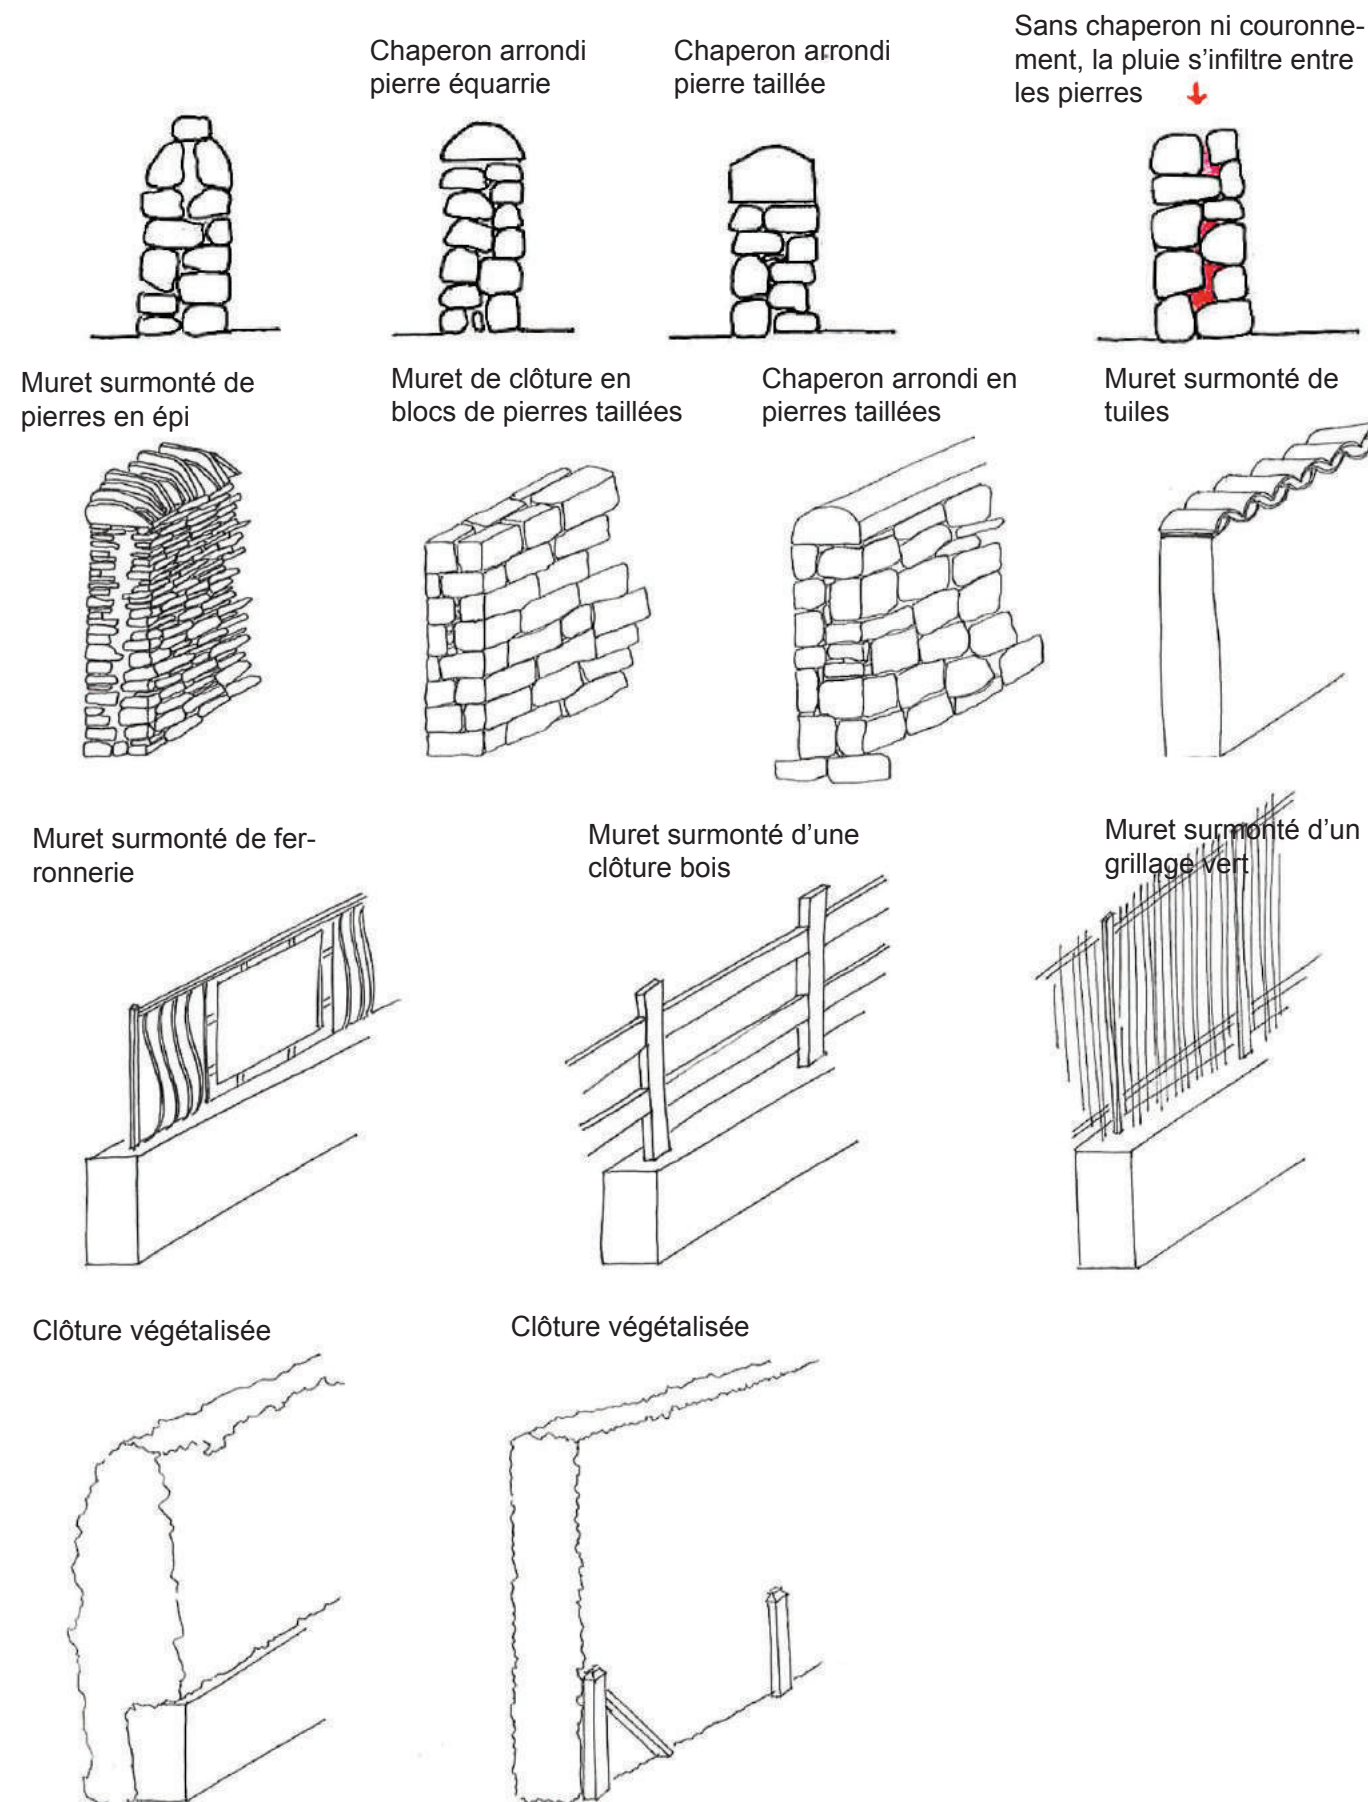 Chaperon arrondi
pierre équarrie
Chaperon arrondi
pierre taillée
Sans chaperon ni couronne-
ment, la pluie s'infiltre entre
les pierres
Muret surmonté de
pierres en épi
Muret de clôture en
blocs de pierres taillées
Chaperon arrondi en
pierres taillées
Muret surmonté de
tuiles
Muret surmonté de fer-
ronnerie
Muret surmonté d'une
clôture bois
Muret surmonté d'un
grillage vert
Clôture végétalisée
Clôture végétalisée